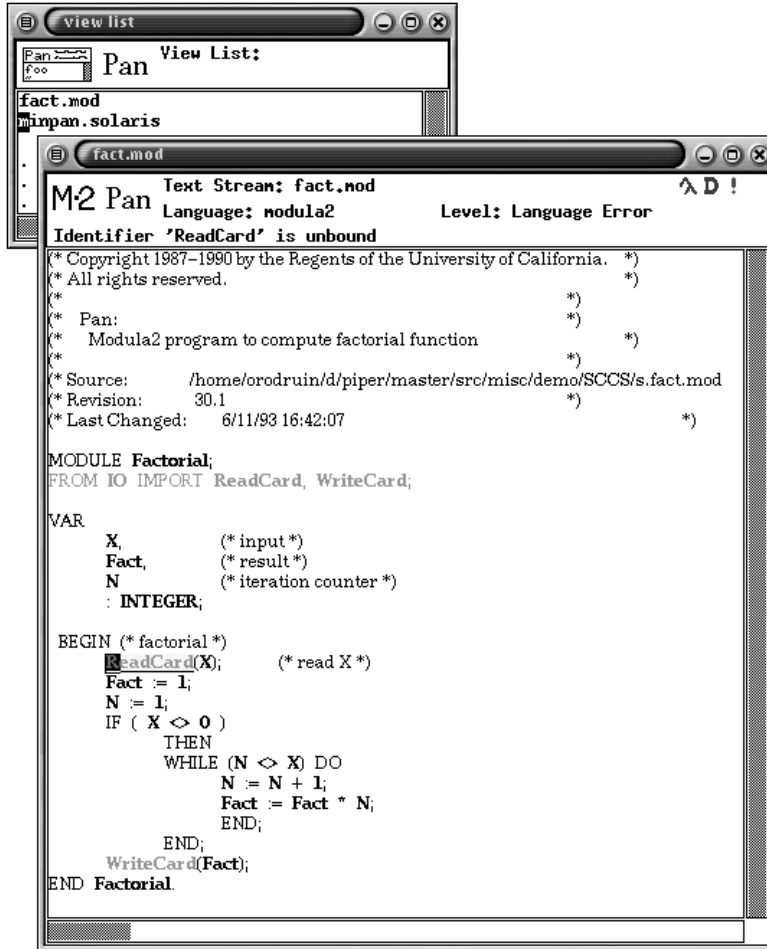 view list
Pan
foo
Pan
View List:
fact.mod
minpan.solaris
.
.
.
fact.mod
M·2 Pan
Text Stream: fact.mod
λ D !
Language: modula2 Level: Language Error
Identifier 'ReadCard' is unbound
(* Copyright 1987–1990 by the Regents of the University of California. *)
(* All rights reserved. *)
(* *)
(* Pan: *)
(* Modula2 program to compute factorial function *)
(* *)
(* Source: /home/orodruin/d/piper/master/src/misc/demo/SCCS/s.fact.mod
(* Revision: 30.1 *)
(* Last Changed: 6/11/93 16:42:07 *)
MODULE Factorial;
FROM IO IMPORT ReadCard, WriteCard;
VAR
X, (* input *)
Fact, (* result *)
N (* iteration counter *)
: INTEGER;
BEGIN (* factorial *)
ReadCard(X); (* read X *)
Fact := 1;
N := 1;
IF ( X <> 0 )
THEN
WHILE (N <> X) DO
N := N + 1;
Fact := Fact * N;
END;
END;
WriteCard(Fact);
END Factorial.